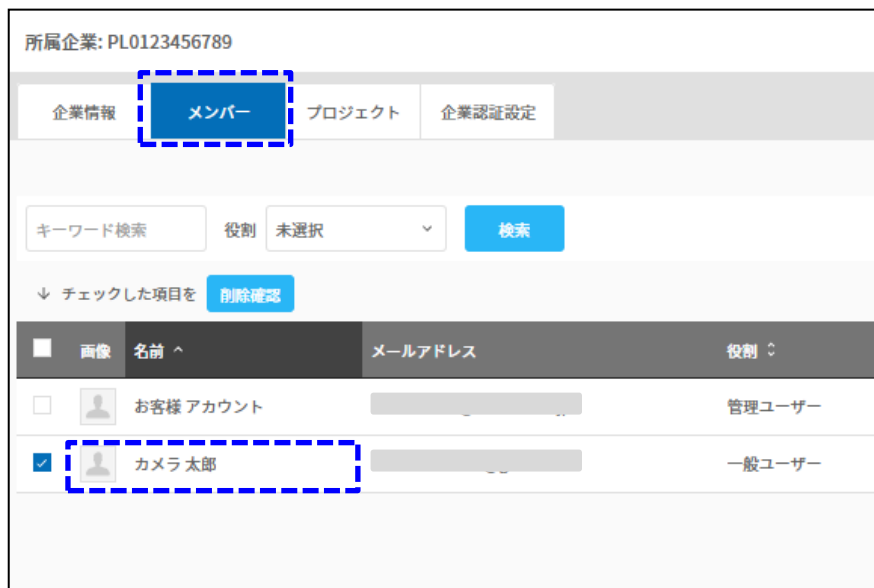 所属企業: PL0123456789
企業情報 メンバー プロジェクト 企業認証設定
キーワード検索 役割 未選択 検索
↓ チェックした項目を 削除確認
画像 名前 メールアドレス 役割
お客様 アカウント 管理ユーザー
カメラ 太郎 一般ユーザー